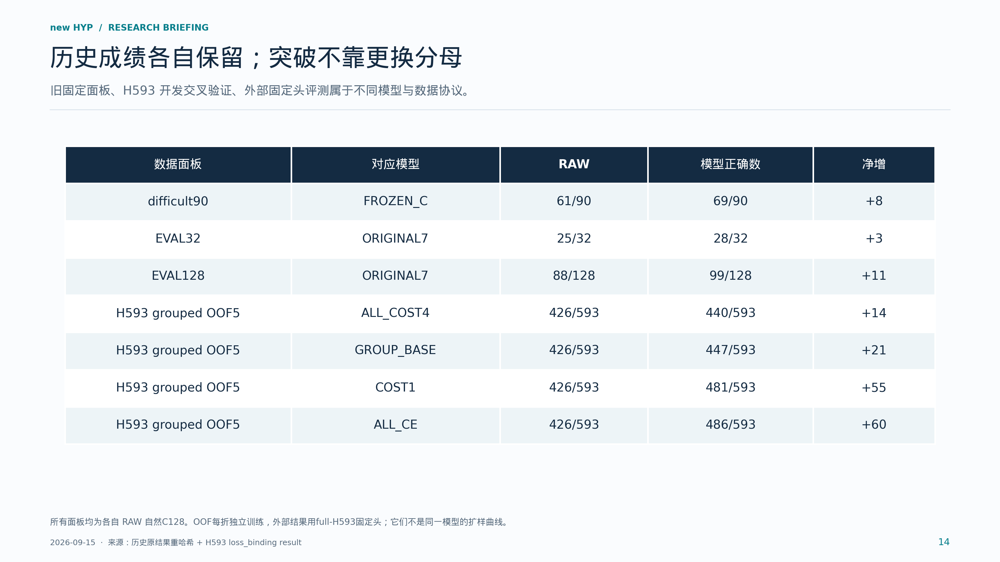 new HYP / RESEARCH BRIEFING
历史成绩各自保留；突破不靠更换分母
旧固定面板、H593 开发交叉验证、外部固定头评测属于不同模型与数据协议。
数据面板 对应模型 RAW 模型正确数 净增
difficult90 FROZEN_C 61/90 69/90 +8
EVAL32 ORIGINAL7 25/32 28/32 +3
EVAL128 ORIGINAL7 88/128 99/128 +11
H593 grouped OOF5 ALL_COST4 426/593 440/593 +14
H593 grouped OOF5 GROUP_BASE 426/593 447/593 +21
H593 grouped OOF5 COST1 426/593 481/593 +55
H593 grouped OOF5 ALL_CE 426/593 486/593 +60
所有面板均为各自 RAW 自然C128。OOF每折独立训练，外部结果用full-H593固定头；它们不是同一模型的扩样曲线。
2026-09-15 · 来源：历史原结果重哈希 + H593 loss_binding result
14